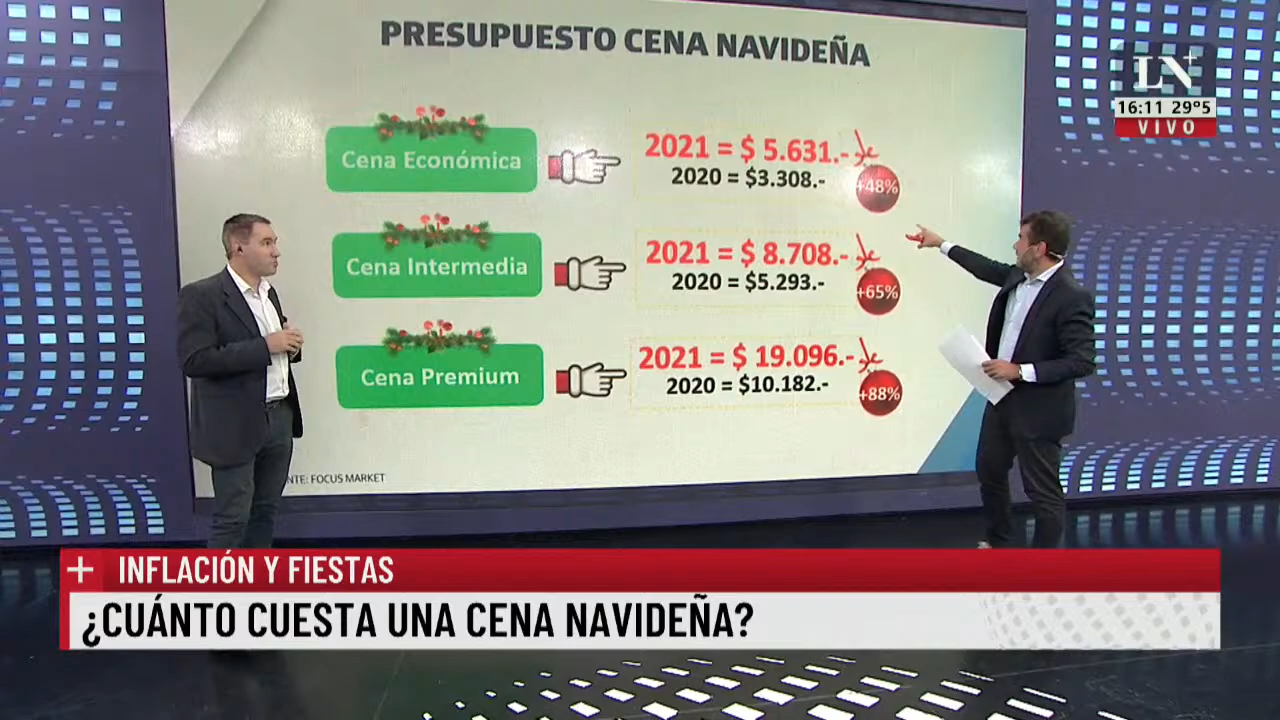 PRESUPUESTO CENA NAVIDEÑA
LN+
16:11 29°5
VIVO
Cena Económica
2021 = $ 5.631.-
2020 = $3.308.-
+48%
Cena Intermedia
2021 = $ 8.708.-
2020 = $5.293.-
+65%
Cena Premium
2021 = $ 19.096.-
2020 = $10.182.-
+88%
NTE: FOCUS MARKET
+ INFLACIÓN Y FIESTAS
¿CUÁNTO CUESTA UNA CENA NAVIDEÑA?